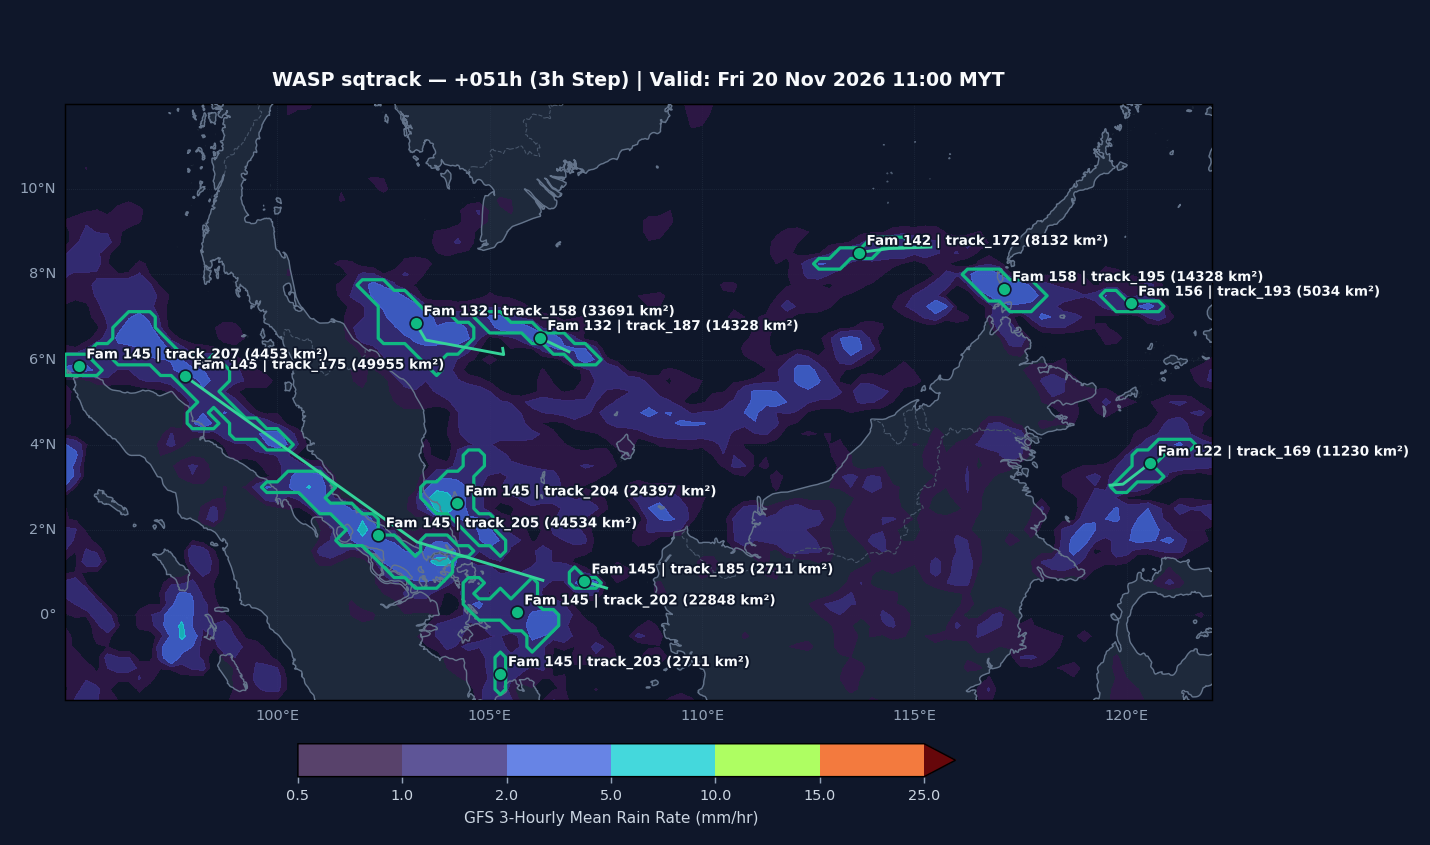 WASP sqtrack — +051h (3h Step) | Valid: Fri 20 Nov 2026 11:00 MYT
10°N
8°N
6°N
4°N
2°N
0°
Fam 142 | track_172 (8132 km²)
Fam 158 | track_195 (14328 km²)
Fam 156 | track_193 (5034 km²)
Fam 132 | track_158 (33691 km²)
Fam 132 | track_187 (14328 km²)
Fam 145 | track_207 (4453 km²)
Fam 145 | track_175 (49955 km²)
Fam 122 | track_169 (11230 km²)
Fam 145 | track_204 (24397 km²)
Fam 145 | track_205 (44534 km²)
Fam 145 | track_185 (2711 km²)
Fam 145 | track_202 (22848 km²)
Fam 145 | track_203 (2711 km²)
100°E 105°E 110°E 115°E 120°E
0.5 1.0 2.0 5.0 10.0 15.0 25.0
GFS 3-Hourly Mean Rain Rate (mm/hr)